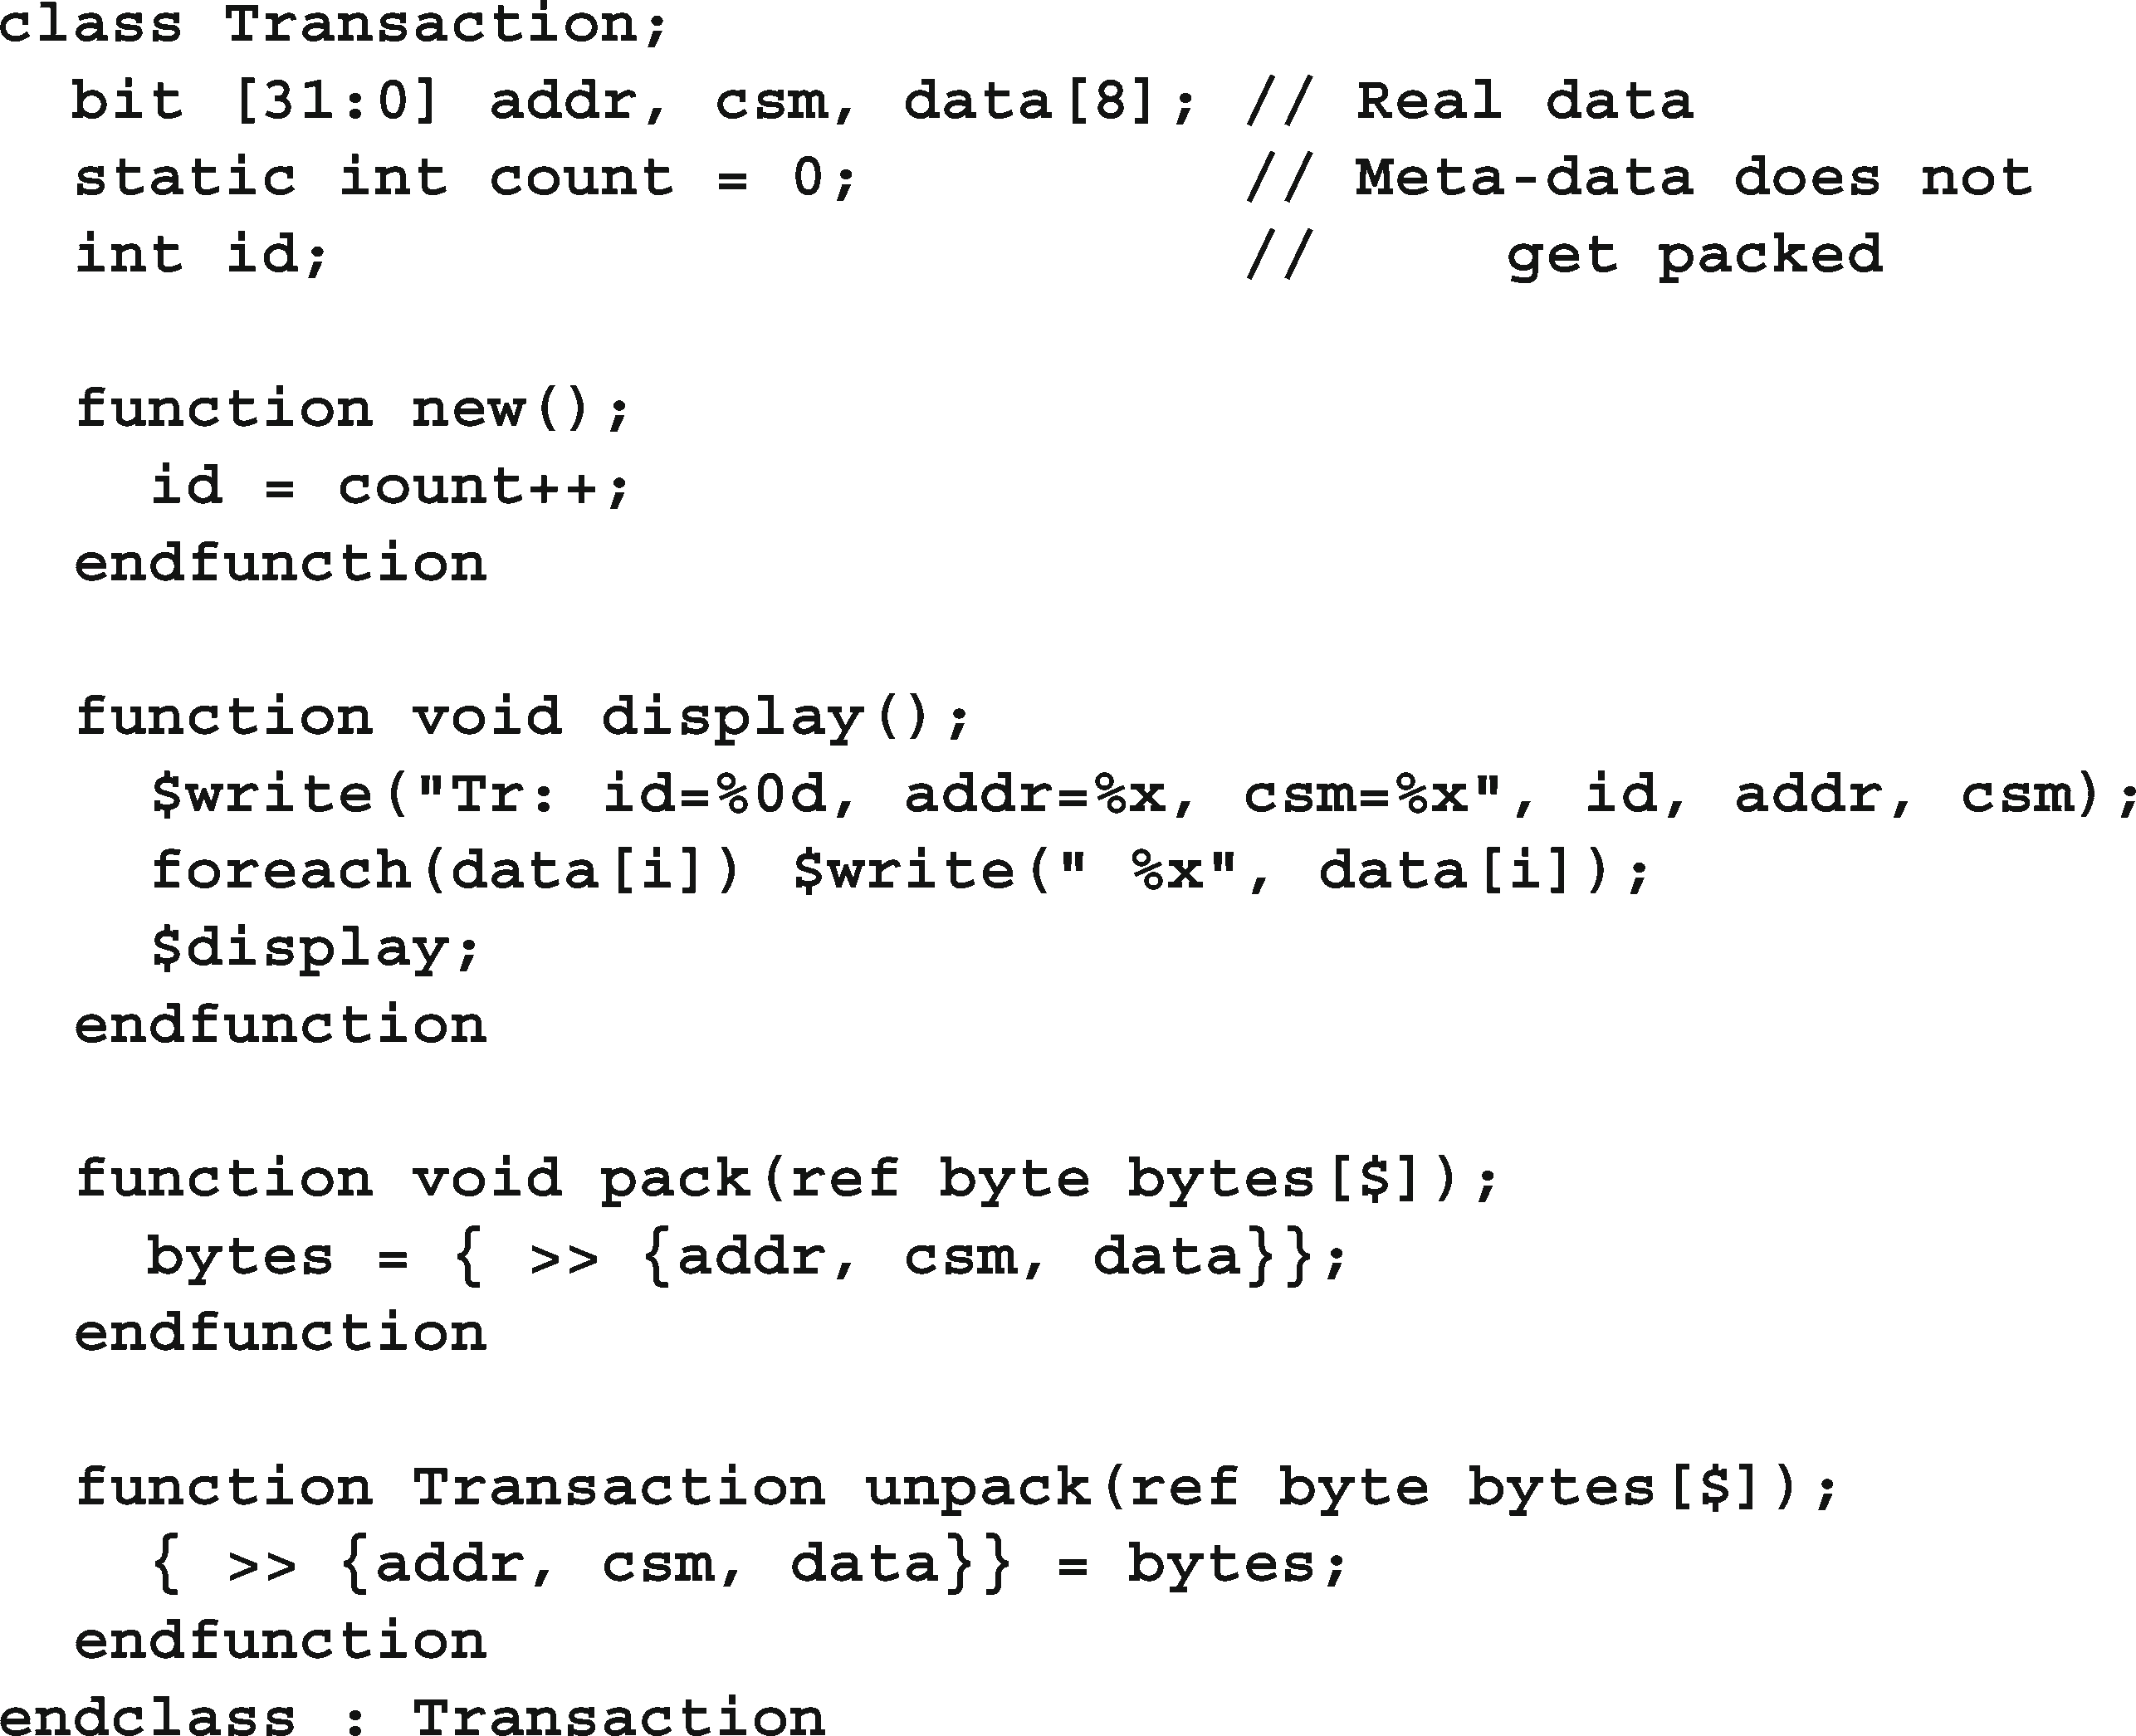 class Transaction;
  bit [31:0] addr, csm, data[8]; // Real data
  static int count = 0;          // Meta-data does not
  int id;                        //     get packed

  function new();
    id = count++;
  endfunction

  function void display();
    $write("Tr: id=%0d, addr=%x, csm=%x", id, addr, csm);
    foreach(data[i]) $write(" %x", data[i]);
    $display;
  endfunction

  function void pack(ref byte bytes[$]);
    bytes = { >> {addr, csm, data}};
  endfunction

  function Transaction unpack(ref byte bytes[$]);
    { >> {addr, csm, data}} = bytes;
  endfunction
endclass : Transaction